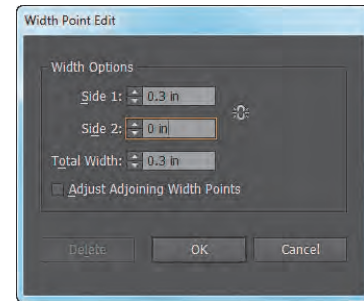 Width Point Edit
Width Options
Side 1: 0.3 in
Side 2: 0 in
Total Width: 0.3 in
Adjust Adjoining Width Points
Delete OK Cancel